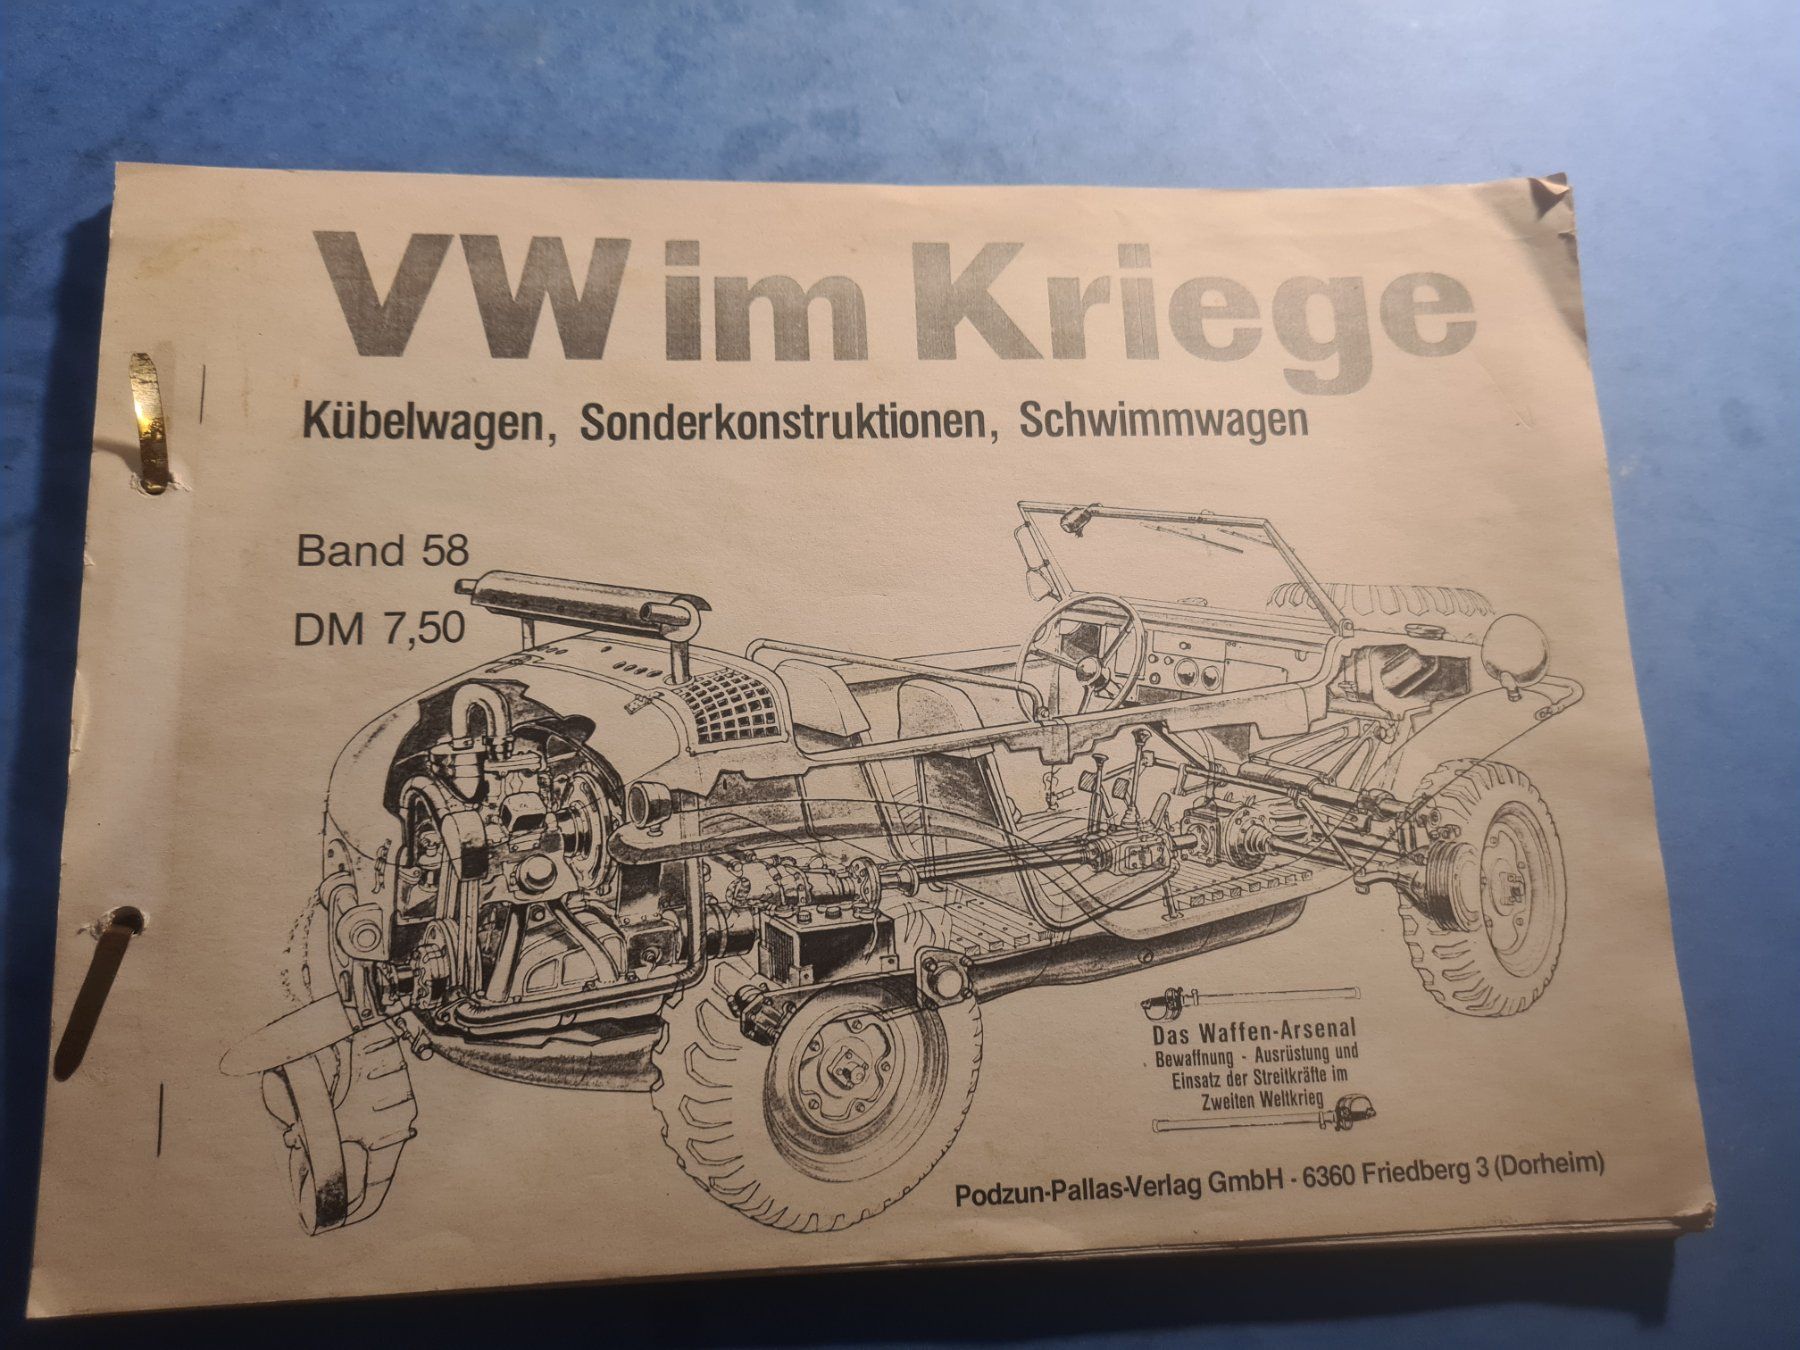 VW im Kriege
Kübelwagen, Sonderkonstruktionen, Schwimmwagen
Band 58
DM 7,50
Das Waffen-Arsenal
Bewaffnung - Ausrüstung und
Einsatz der Streitkräfte im
Zweiten Weltkrieg
Podzun-Pallas-Verlag GmbH - 6360 Friedberg 3 (Dorheim)